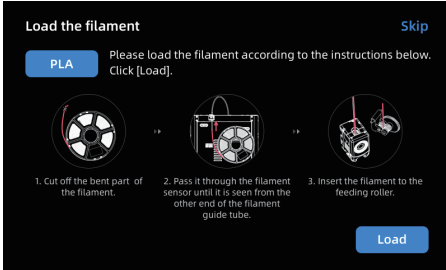 Load the filament
Skip
PLA
Please load the filament according to the instructions below.
Click [Load].
1. Cut off the bent part of
the filament.
2. Pass it through the filament
sensor until it is seen from the
other end of the filament
guide tube.
3. Insert the filament to the
feeding roller.
Load